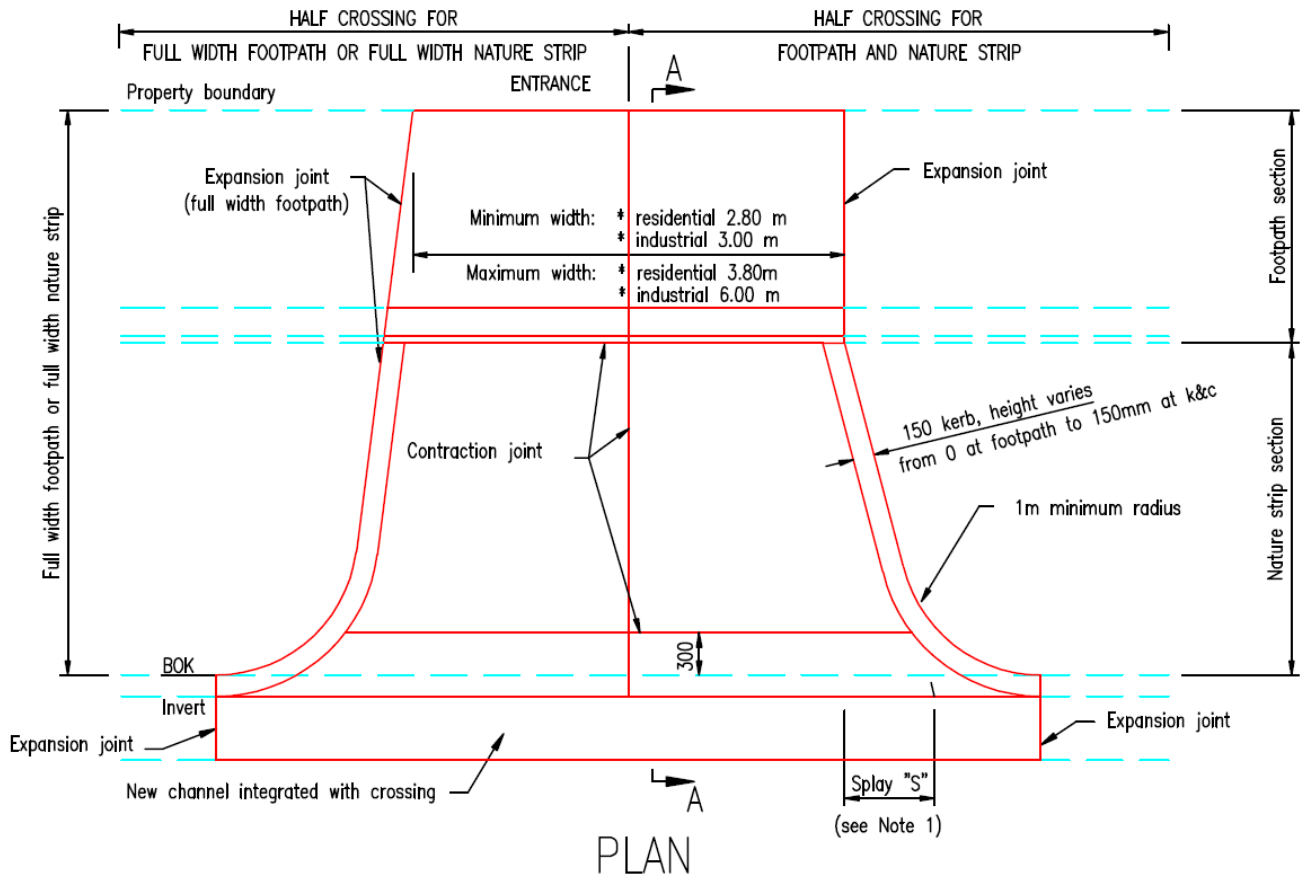 HALF CROSSING FOR
FULL WIDTH FOOTPATH OR FULL WIDTH NATURE STRIP
HALF CROSSING FOR
FOOTPATH AND NATURE STRIP
ENTRANCE
A
Property boundary
Expansion joint
(full width footpath)
Expansion joint
Minimum width: * residential 2.80 m
* industrial 3.00 m
Maximum width: * residential 3.80m
* industrial 6.00 m
Full width footpath or full width nature strip
Footpath section
Contraction joint
150 kerb, height varies
from 0 at footpath to 150mm at k&c
1m minimum radius
Nature strip section
300
BOK
Invert
Expansion joint
Expansion joint
New channel integrated with crossing
A
Splay "S"
(see Note 1)
PLAN